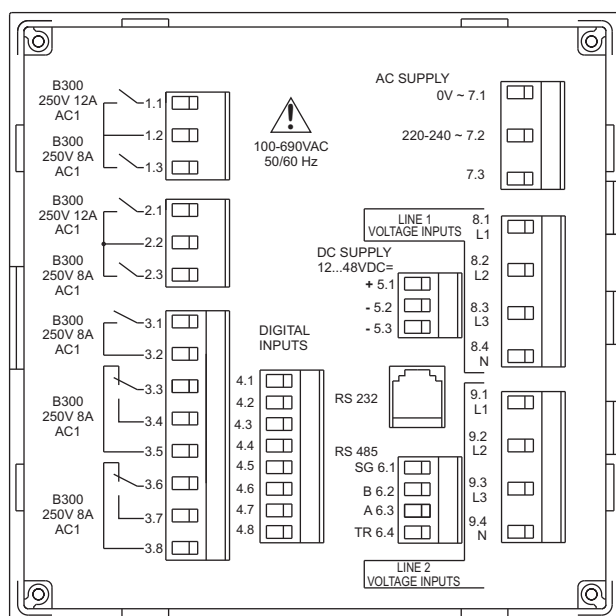 B300
250V 12A
AC1
B300
250V 8A
AC1
1.1
1.2
1.3
B300
250V 12A
AC1
B300
250V 8A
AC1
2.1
2.2
2.3
B300
250V 8A
AC1
3.1
3.2
B300
250V 8A
AC1
3.3
3.4
3.5
B300
250V 8A
AC1
3.6
3.7
3.8
100-690VAC
50/60 Hz
DIGITAL
INPUTS
4.1
4.2
4.3
4.4
4.5
4.6
4.7
4.8
AC SUPPLY
0V ~ 7.1
220-240 ~ 7.2
7.3
LINE 1
VOLTAGE INPUTS
8.1
L1
8.2
L2
8.3
L3
8.4
N
DC SUPPLY
12...48VDC=
+ 5.1
- 5.2
- 5.3
RS 232
RS 485
SG 6.1
B 6.2
A 6.3
TR 6.4
9.1
L1
9.2
L2
9.3
L3
9.4
N
LINE 2
VOLTAGE INPUTS